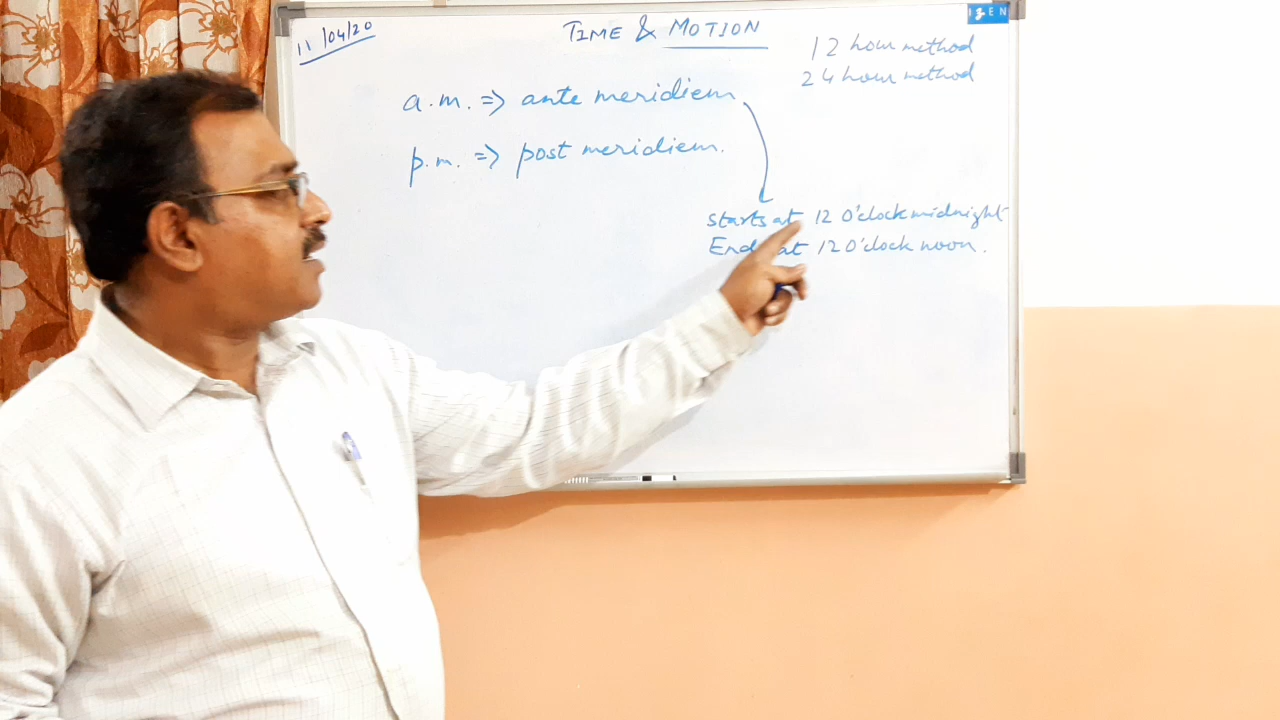 11/04/20
TIME & MOTION
12 hour method
24 hour method
a.m. => ante meridiem
p.m. => post meridiem.
starts at 12 O'clock midnight
Ends at 12 O'clock noon.